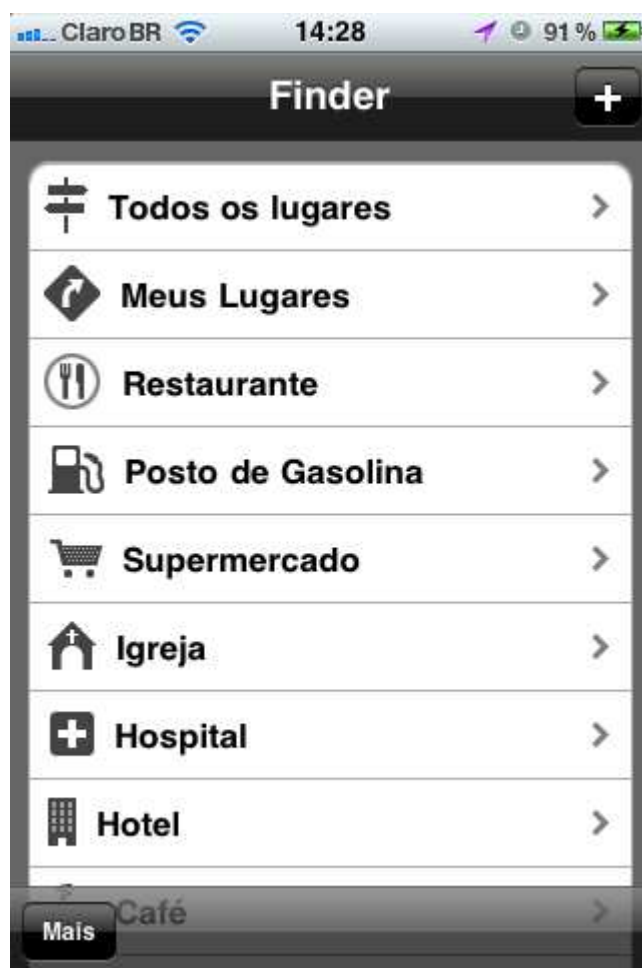 Claro BR 14:28 91 %
Finder +
Todos os lugares
Meus Lugares
Restaurante
Posto de Gasolina
Supermercado
Igreja
Hospital
Hotel
Café
Mais